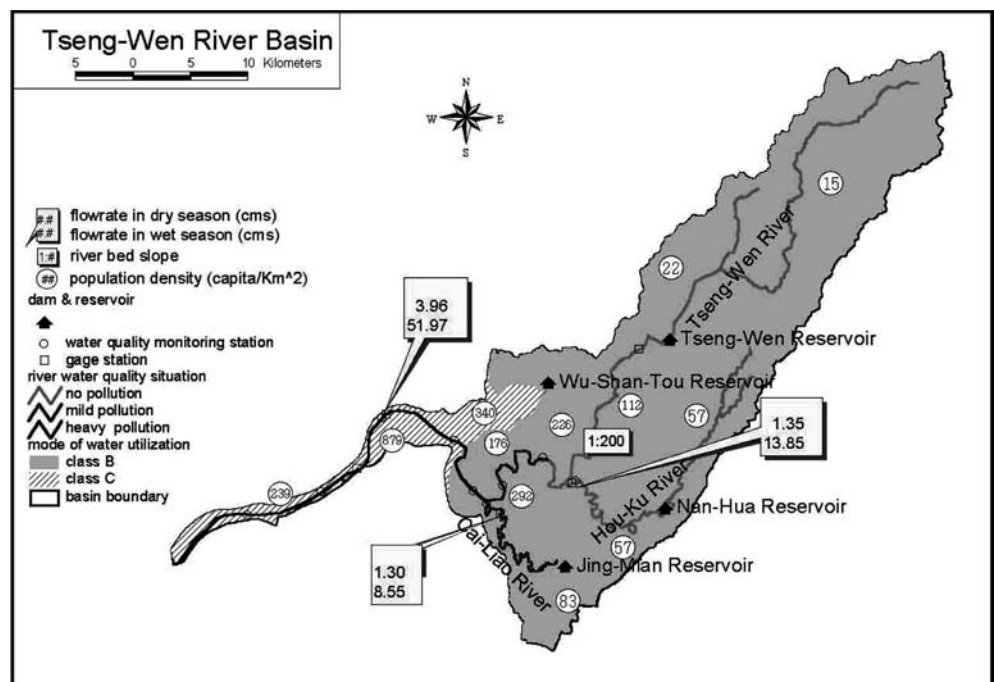 Tseng-Wen River Basin
5 0 5 10 Kilometers
N
W E
S
#.#
#.#
flowrate in dry season (cms)
flowrate in wet season (cms)
1:# river bed slope
## population density (capita/Km^2)
dam & reservoir
water quality monitoring station
gage station
river water quality situation
no pollution
mild pollution
heavy pollution
mode of water utilization
class B
class C
basin boundary
15
22
Tseng-Wen River
3.96
51.97
Tseng-Wen Reservoir
Wu-Shan-Tou Reservoir
340
112
57
226
879
176
1:200
1.35
13.85
239
292
Hou-Ku River
Nan-Hua Reservoir
57
1.30
8.55
Cai-Liao River
Jing-Mian Reservoir
83